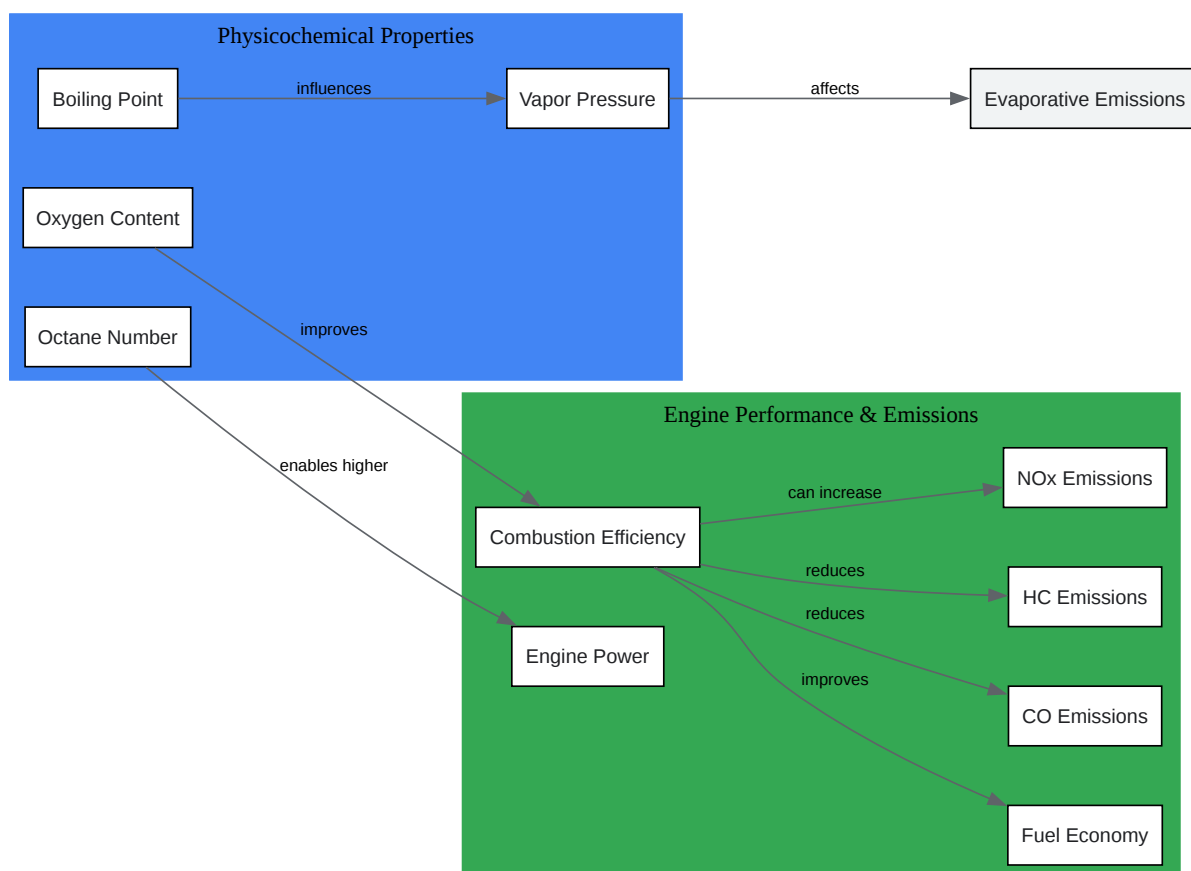 Physicochemical Properties
Boiling Point
influences
Vapor Pressure
affects
Evaporative Emissions
Oxygen Content
improves
Octane Number
enables higher
Engine Performance & Emissions
Combustion Efficiency
can increase
NOx Emissions
reduces
HC Emissions
reduces
CO Emissions
Engine Power
improves
Fuel Economy